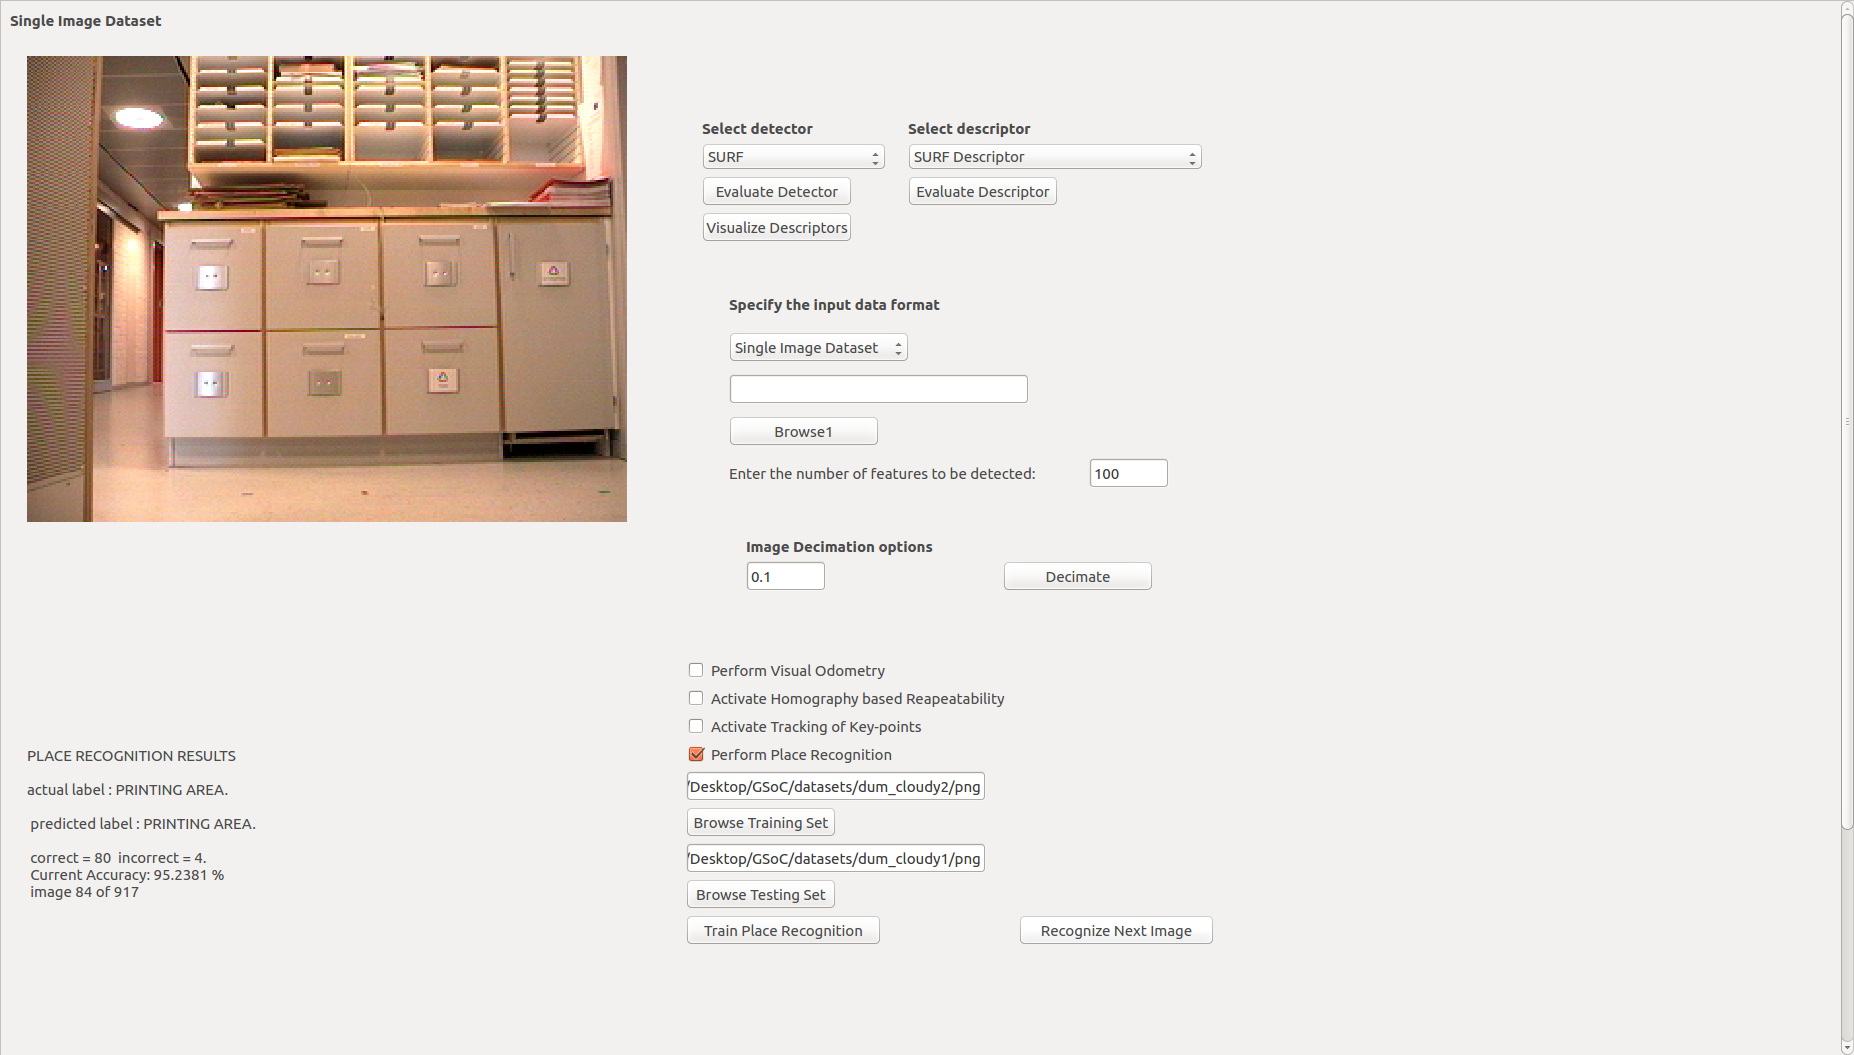 Single Image Dataset
Select detector
Select descriptor
SURF
SURF Descriptor
Evaluate Detector
Evaluate Descriptor
Visualize Descriptors
Specify the input data format
Single Image Dataset
Browse1
Enter the number of features to be detected:
100
Image Decimation options
0.1
Decimate
Perform Visual Odometry
Activate Homography based Reapeatability
Activate Tracking of Key-points
Perform Place Recognition
/Desktop/GSoC/datasets/dum_cloudy2/png
Browse Training Set
/Desktop/GSoC/datasets/dum_cloudy1/png
Browse Testing Set
Train Place Recognition
Recognize Next Image
PLACE RECOGNITION RESULTS
actual label : PRINTING AREA.
predicted label : PRINTING AREA.
correct = 80  incorrect = 4.
Current Accuracy: 95.2381 %
image 84 of 917